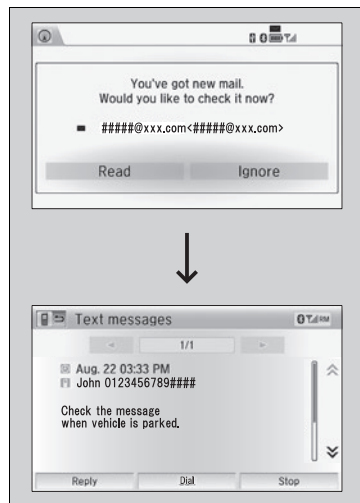 You've got new mail.
Would you like to check it now?
#####@xxx.com<#####@xxx.com>
Read Ignore
Text messages
1/1
Aug. 22 03:33 PM
John 0123456789####
Check the message
when vehicle is parked.
Reply Dial Stop